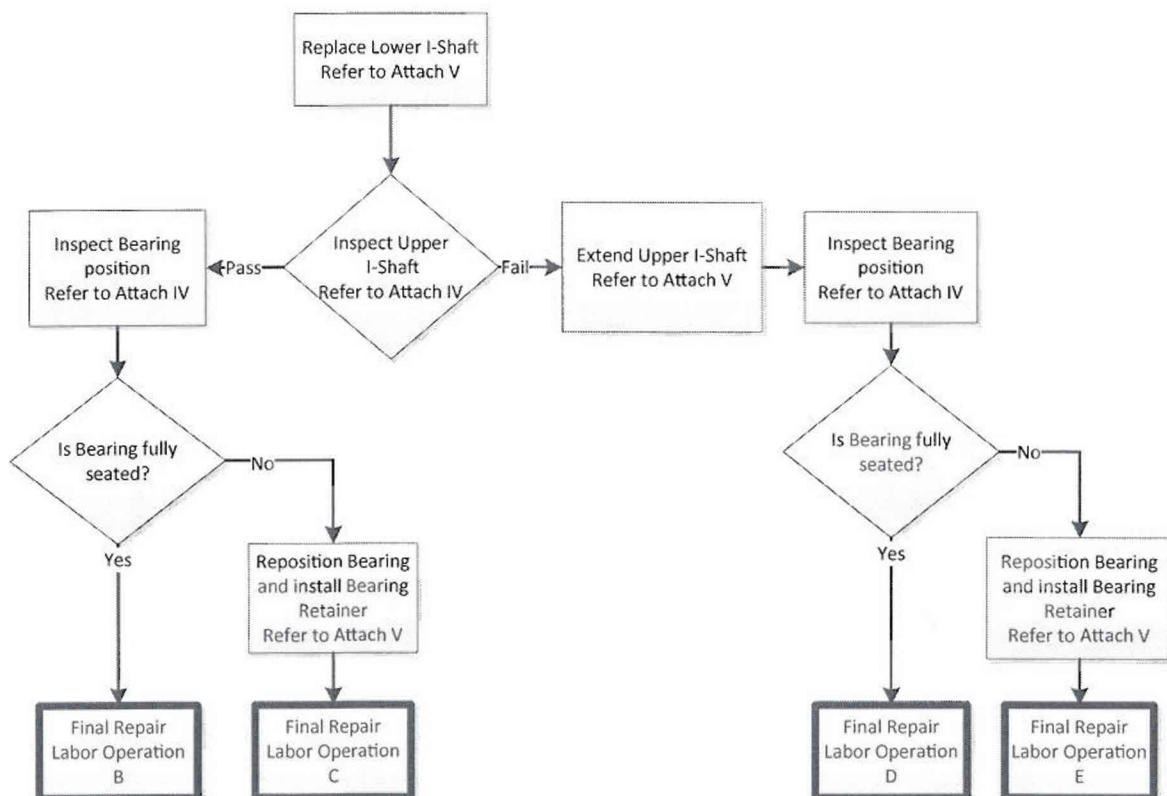 Replace Lower I-Shaft
Refer to Attach V
Inspect Bearing
position
Refer to Attach IV
Pass
Inspect Upper
I-Shaft
Refer to Attach IV
Fail
Extend Upper I-Shaft
Refer to Attach V
Inspect Bearing
position
Refer to Attach IV
Is Bearing fully
seated?
No
Yes
Reposition Bearing
and install Bearing
Retainer
Refer to Attach V
Is Bearing fully
seated?
No
Yes
Reposition Bearing
and install Bearing
Retainer
Refer to Attach V
Final Repair
Labor Operation
B
Final Repair
Labor Operation
C
Final Repair
Labor Operation
D
Final Repair
Labor Operation
E